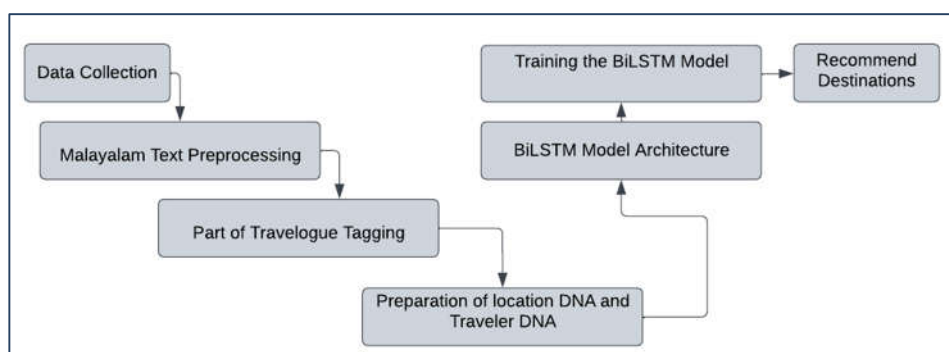 Data Collection
Malayalam Text Preprocessing
Part of Travelogue Tagging
Preparation of location DNA and
Traveler DNA
BiLSTM Model Architecture
Training the BiLSTM Model
Recommend
Destinations